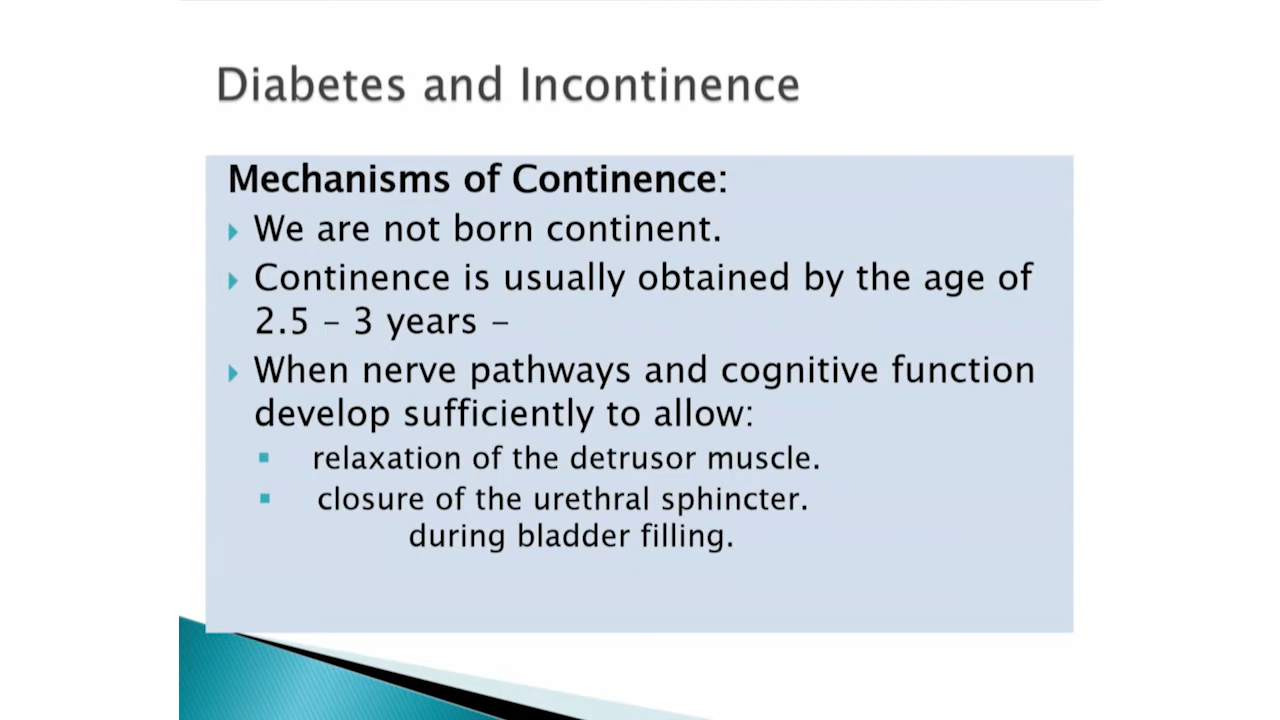 Diabetes and Incontinence
Mechanisms of Continence:
We are not born continent.
Continence is usually obtained by the age of
2.5 – 3 years –
When nerve pathways and cognitive function
develop sufficiently to allow:
relaxation of the detrusor muscle.
closure of the urethral sphincter.
during bladder filling.